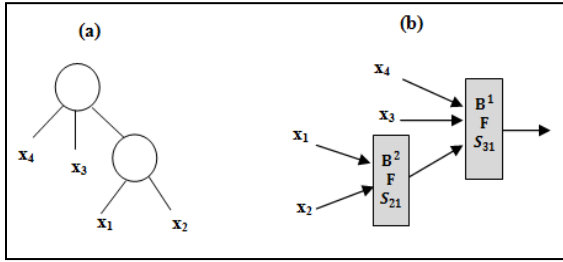 (a)
x₄
x₃
x₁
x₂
(b)
x₄
x₃
x₁
x₂
B¹
F
S₃₁
B²
F
S₂₁